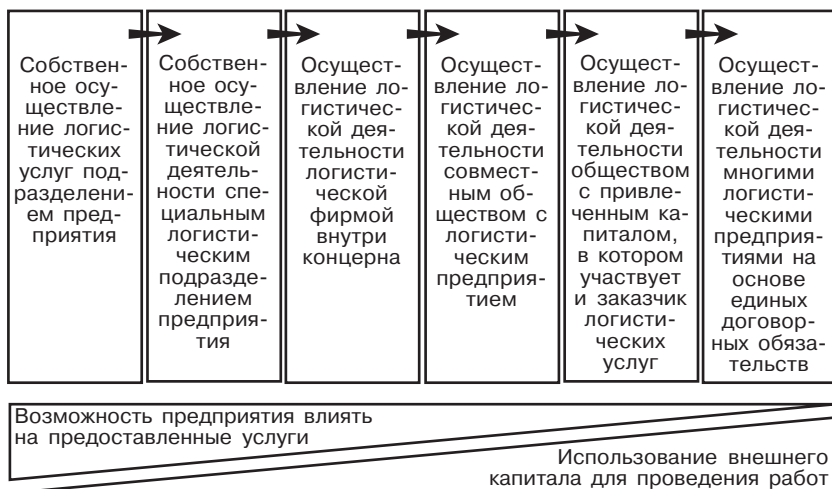 Собствен-
ное осу-
ществле-
ние логис-
тических
услуг под-
разделени-
ем пред-
приятия
Собствен-
ное осу-
ществле-
ние логис-
тической
деятель-
ности спе-
циальным
логисти-
ческим
подразде-
лением
предприя-
тия
Осущест-
вление ло-
гистичес-
кой дея-
тельности
логисти-
ческой
фирмой
внутри
концерна
Осущест-
вление ло-
гистичес-
кой дея-
тельности
совмест-
ным об-
ществом с
логисти-
ческим
предприя-
тием
Осущест-
вление ло-
гистичес-
кой дея-
тельности
обществом
с привле-
ченным ка-
питалом,
в котором
участвует
и заказчик
логисти-
ческих
услуг
Осущест-
вление ло-
гистичес-
кой дея-
тельности
многими
логисти-
ческими
предприя-
тиями на
основе
единых
договор-
ных обяза-
тельств
Возможность предприятия влиять
на предоставленные услуги
Использование внешнего
капитала для проведения работ